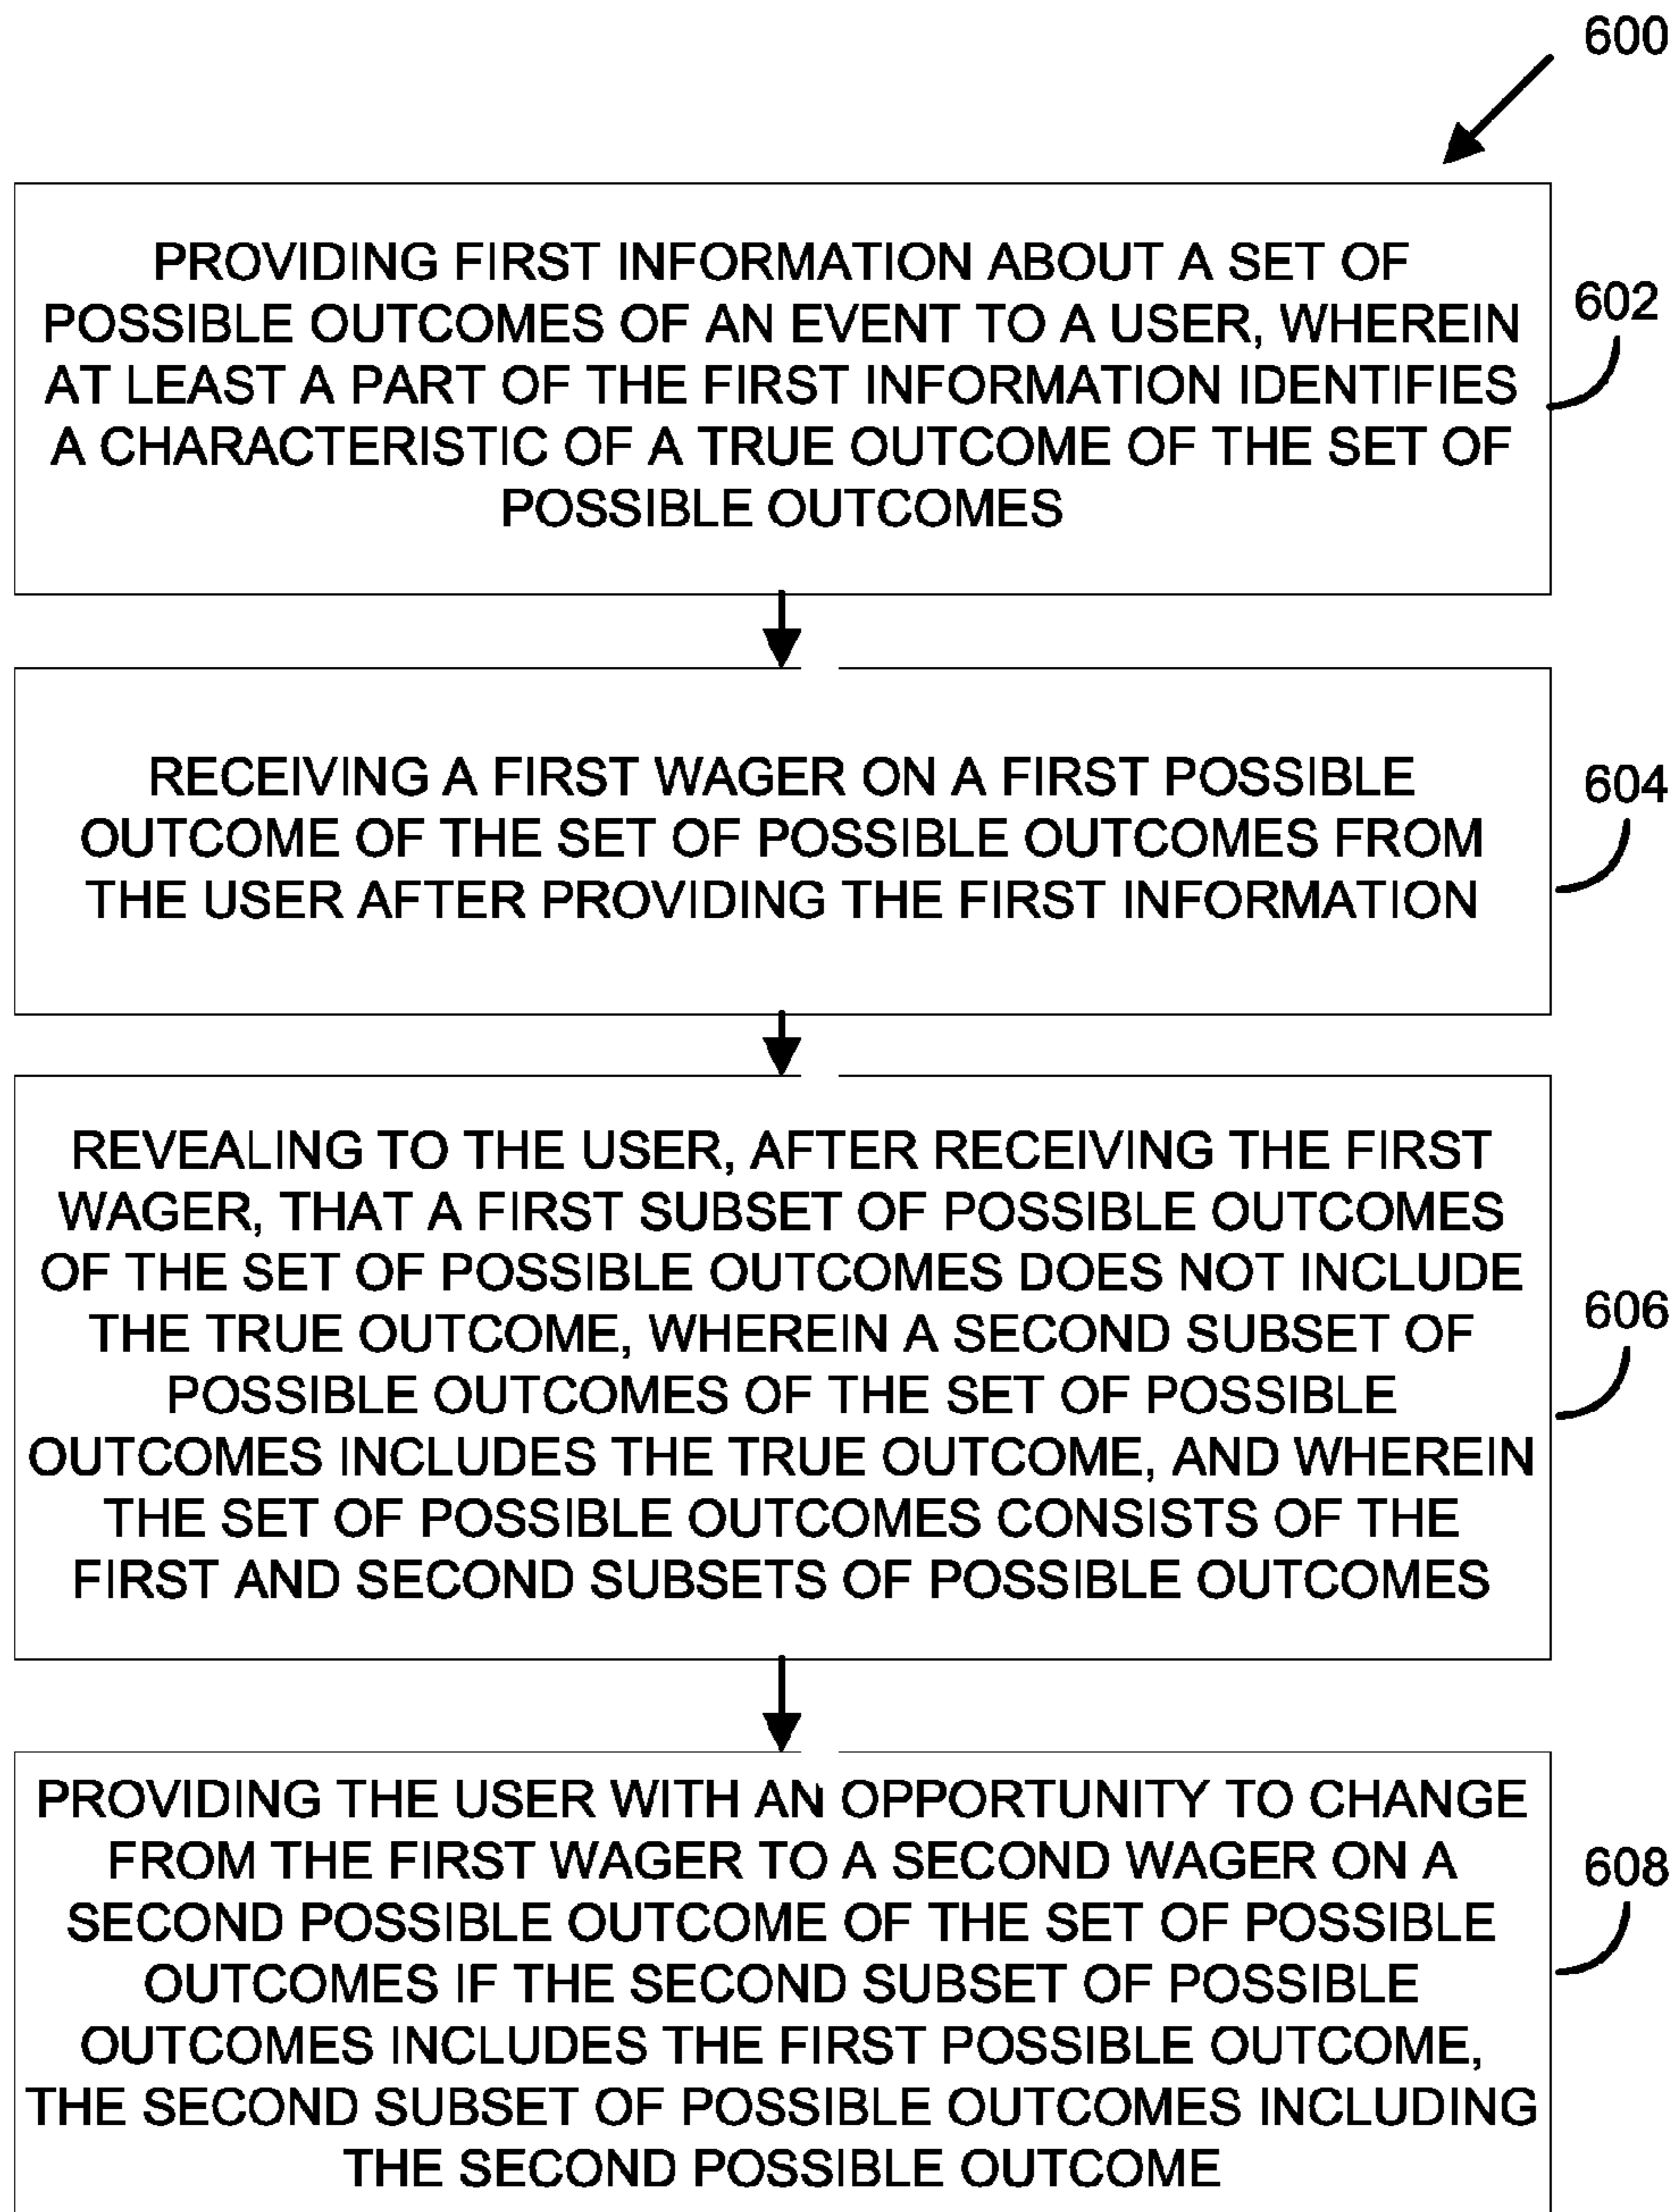 600
PROVIDING FIRST INFORMATION ABOUT A SET OF
POSSIBLE OUTCOMES OF AN EVENT TO A USER, WHEREIN
AT LEAST A PART OF THE FIRST INFORMATION IDENTIFIES
A CHARACTERISTIC OF A TRUE OUTCOME OF THE SET OF
POSSIBLE OUTCOMES
602
RECEIVING A FIRST WAGER ON A FIRST POSSIBLE
OUTCOME OF THE SET OF POSSIBLE OUTCOMES FROM
THE USER AFTER PROVIDING THE FIRST INFORMATION
604
REVEALING TO THE USER, AFTER RECEIVING THE FIRST
WAGER, THAT A FIRST SUBSET OF POSSIBLE OUTCOMES
OF THE SET OF POSSIBLE OUTCOMES DOES NOT INCLUDE
THE TRUE OUTCOME, WHEREIN A SECOND SUBSET OF
POSSIBLE OUTCOMES OF THE SET OF POSSIBLE
OUTCOMES INCLUDES THE TRUE OUTCOME, AND WHEREIN
THE SET OF POSSIBLE OUTCOMES CONSISTS OF THE
FIRST AND SECOND SUBSETS OF POSSIBLE OUTCOMES
606
PROVIDING THE USER WITH AN OPPORTUNITY TO CHANGE
FROM THE FIRST WAGER TO A SECOND WAGER ON A
SECOND POSSIBLE OUTCOME OF THE SET OF POSSIBLE
OUTCOMES IF THE SECOND SUBSET OF POSSIBLE
OUTCOMES INCLUDES THE FIRST POSSIBLE OUTCOME,
THE SECOND SUBSET OF POSSIBLE OUTCOMES INCLUDING
THE SECOND POSSIBLE OUTCOME
608